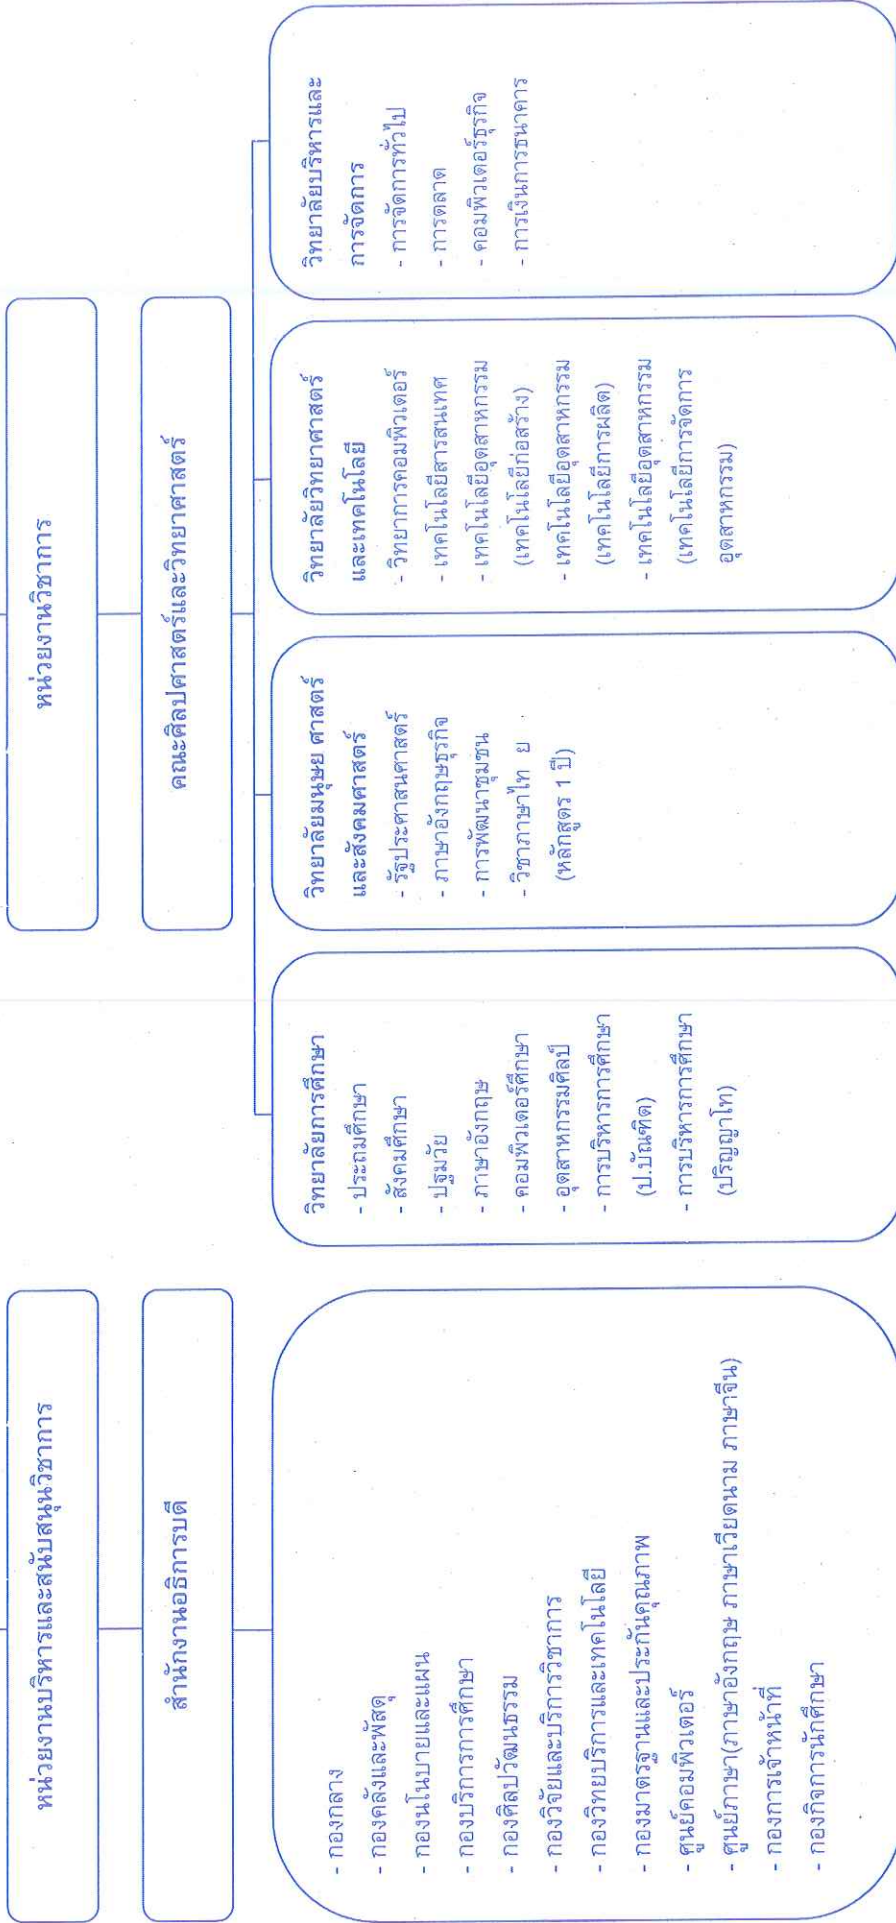 หน่วยงานบริหารและสนับสนุนวิชาการ
สำนักงานอธิการบดี
- กองกลาง
- กองคลังและพัสดุ
- กองนโนบายและแผน
- กองบริการการศึกษา
- กองศิลปวัฒนธรรม
- กองวิจัยและบริการวิชาการ
- กองวิทยบริการและเทคโนโลยี
- กองมาตรฐานและประกันคุณภาพ
- ศูนย์คอมพิวเตอร์
- ศูนย์ภาษา(ภาษาอังกฤษ ภาษาเวียดนาม ภาษาจีน)
- กองการเจ้าหน้าที่
- กองกิจการนักศึกษา
หน่วยงานวิชาการ
คณะศิลปศาสตร์และวิทยาศาสตร์
วิทยาลัยการศึกษา
- ประถมศึกษา
- สังคมศึกษา
- ปฐมวัย
- ภาษาอังกฤษ
- คอมพิวเตอร์ศึกษา
- อุตสาหกรรมศิลป์
- การบริหารการศึกษา
(ป.บัณฑิต)
- การบริหารการศึกษา
(ปริญญาโท)
วิทยาลัยมนุษย ศาสตร์
และสังคมศาสตร์
- รัฐประศาสนศาสตร์
- ภาษาอังกฤษธุรกิจ
- การพัฒนาชุมชน
- วิชาภาษาไท ย
(หลักสูตร 1 ปี)
วิทยาลัยวิทยาศาสตร์
และเทคโนโลยี
- วิทยาการคอมพิวเตอร์
- เทคโนโลยีสารสนเทศ
- เทคโนโลยีอุตสาหกรรม
(เทคโนโลยีก่อสร้าง)
- เทคโนโลยีอุตสาหกรรม
(เทคโนโลยีการผลิต)
- เทคโนโลยีอุตสาหกรรม
(เทคโนโลยีการจัดการ
อุตสาหกรรม)
วิทยาลัยบริหารและ
การจัดการ
- การจัดการทั่วไป
- การตลาด
- คอมพิวเตอร์ธุรกิจ
- การเงินการธนาคาร